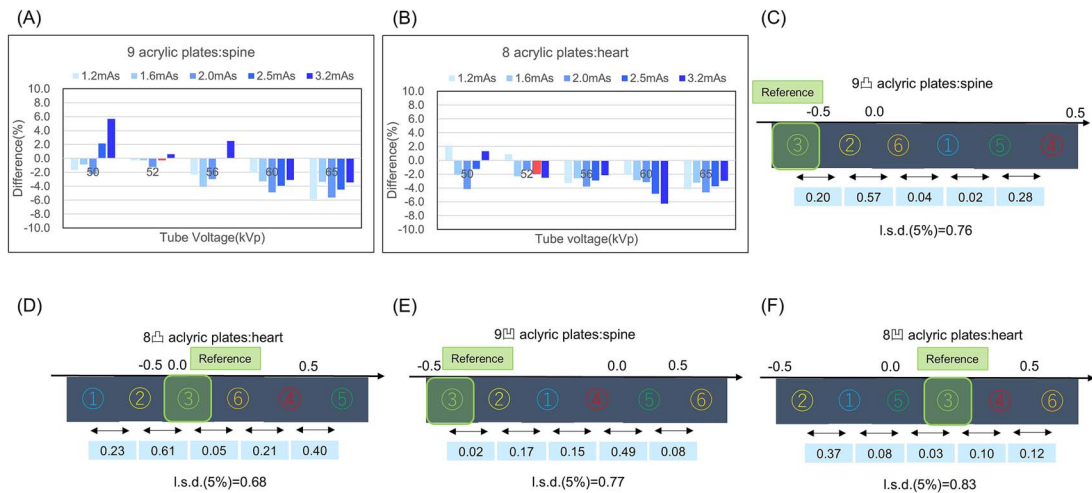 (A)
9 acrylic plates:spine
1.2mAs 1.6mAs 2.0mAs 2.5mAs 3.2mAs
10.0
8.0
6.0
4.0
2.0
0.0
-2.0
-4.0
-6.0
-8.0
-10.0
Difference(%)
50 52 56 60 65
Tube Voltage(kVp)
(B)
8 acrylic plates:heart
1.2mAs 1.6mAs 2.0mAs 2.5mAs 3.2mAs
10.0
8.0
6.0
4.0
2.0
0.0
-2.0
-4.0
-6.0
-8.0
-10.0
Difference(%)
50 52 56 60 65
Tube voltage(kVp)
(C)
9凸 aclyric plates:spine
Reference
-0.5 0.0 0.5
③ ② ⑥ ① ⑤ ④
0.20 0.57 0.04 0.02 0.28
l.s.d.(5%)=0.76
(D)
8凸 aclyric plates:heart
-0.5 0.0 Reference 0.5
① ② ③ ⑥ ④ ⑤
0.23 0.61 0.05 0.21 0.40
l.s.d.(5%)=0.68
(E)
9凹 aclyric plates:spine
-0.5 Reference 0.0 0.5
③ ② ① ④ ⑤ ⑥
0.02 0.17 0.15 0.49 0.08
l.s.d.(5%)=0.77
(F)
8凹 aclyric plates:heart
-0.5 0.0 Reference 0.5
② ① ⑤ ③ ④ ⑥
0.37 0.08 0.03 0.10 0.12
l.s.d.(5%)=0.83